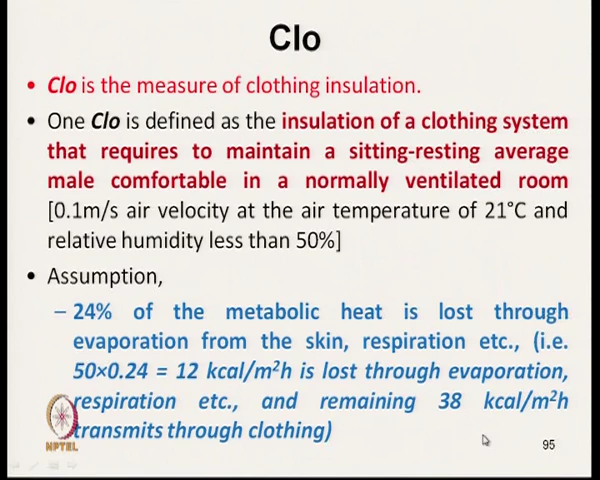 Clo
• Clo is the measure of clothing insulation.
• One Clo is defined as the insulation of a clothing system
that requires to maintain a sitting-resting average
male comfortable in a normally ventilated room
[0.1m/s air velocity at the air temperature of 21°C and
relative humidity less than 50%]
• Assumption,
– 24% of the metabolic heat is lost through
evaporation from the skin, respiration etc., (i.e.
50×0.24 = 12 kcal/m²h is lost through evaporation,
respiration etc., and remaining 38 kcal/m²h
transmits through clothing)
NPTEL
95